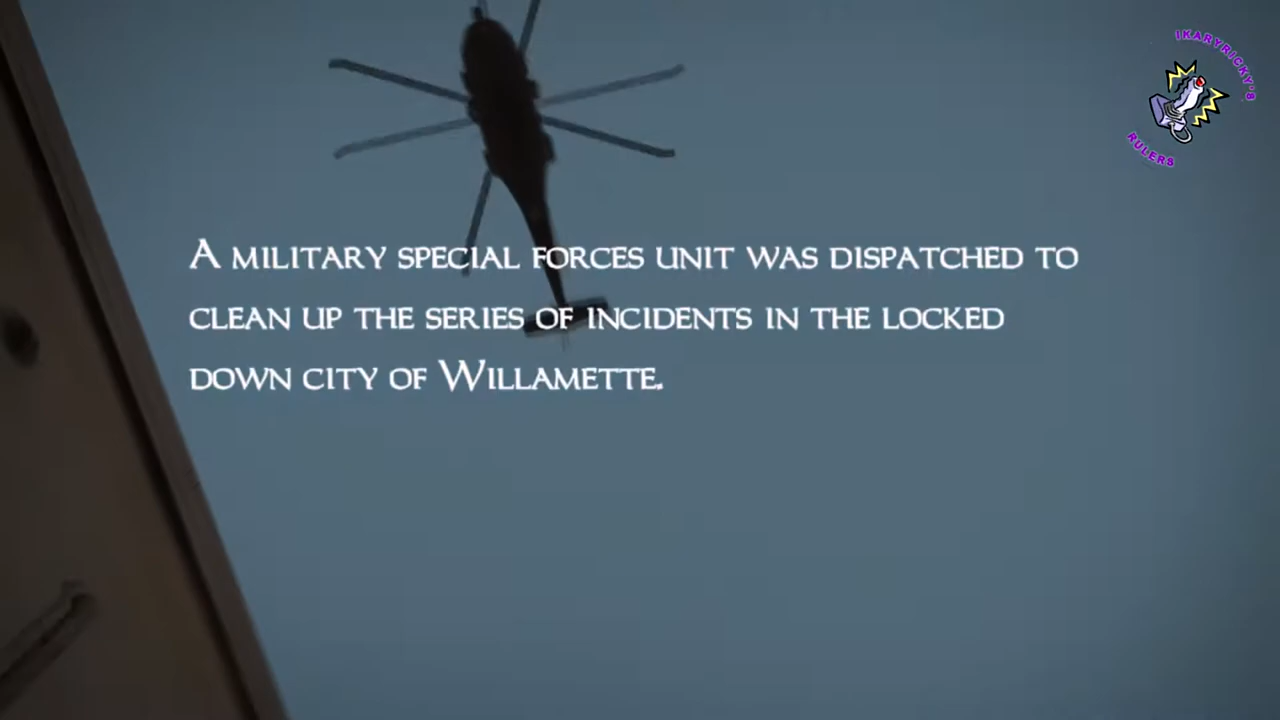 IKARYRICKY'S
RULERS
A MILITARY SPECIAL FORCES UNIT WAS DISPATCHED TO
CLEAN UP THE SERIES OF INCIDENTS IN THE LOCKED
DOWN CITY OF WILLAMETTE.